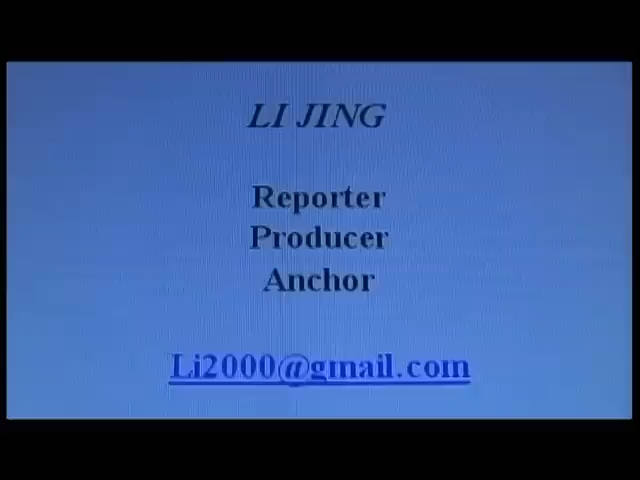 LI JING
Reporter
Producer
Anchor
Li2000@gmail.com